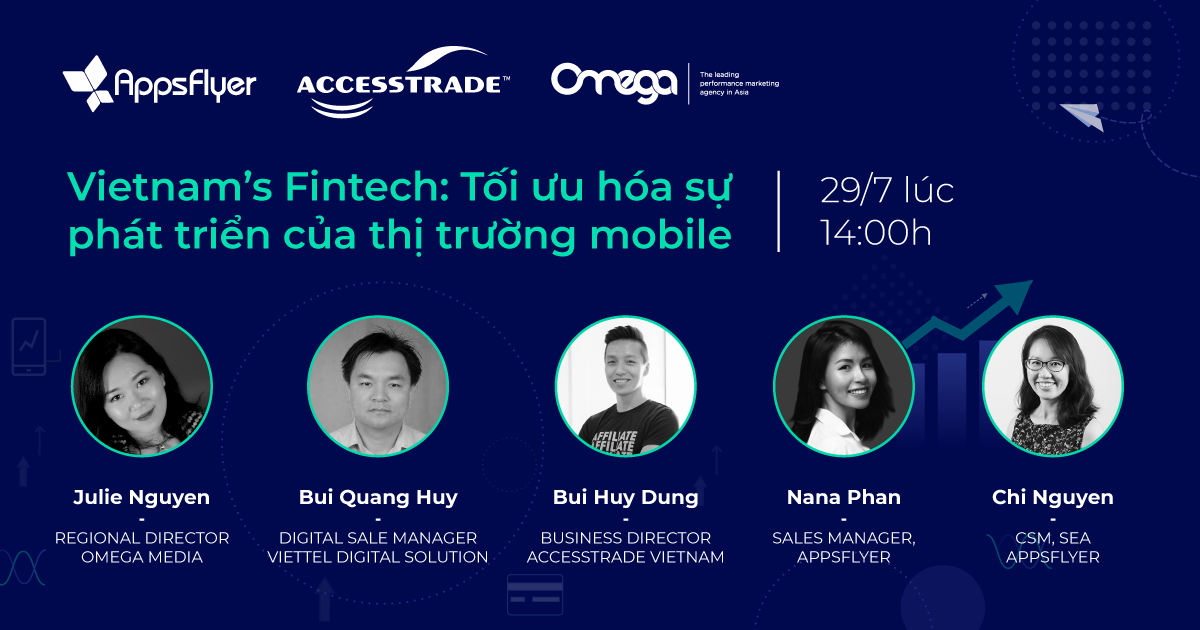 AppsFlyer
ACCESSTRADE™
Omega
The leading
performance marketing
agency in Asia
Vietnam's Fintech: Tối ưu hóa sự
phát triển của thị trường mobile
29/7 lúc
14:00h
AFFILIATE
AFFILIATE
Julie Nguyen
-
REGIONAL DIRECTOR
OMEGA MEDIA
Bui Quang Huy
-
DIGITAL SALE MANAGER
VIETTEL DIGITAL SOLUTION
Bui Huy Dung
-
BUSINESS DIRECTOR
ACCESSTRADE VIETNAM
Nana Phan
-
SALES MANAGER,
APPSFLYER
Chi Nguyen
-
CSM, SEA
APPSFLYER